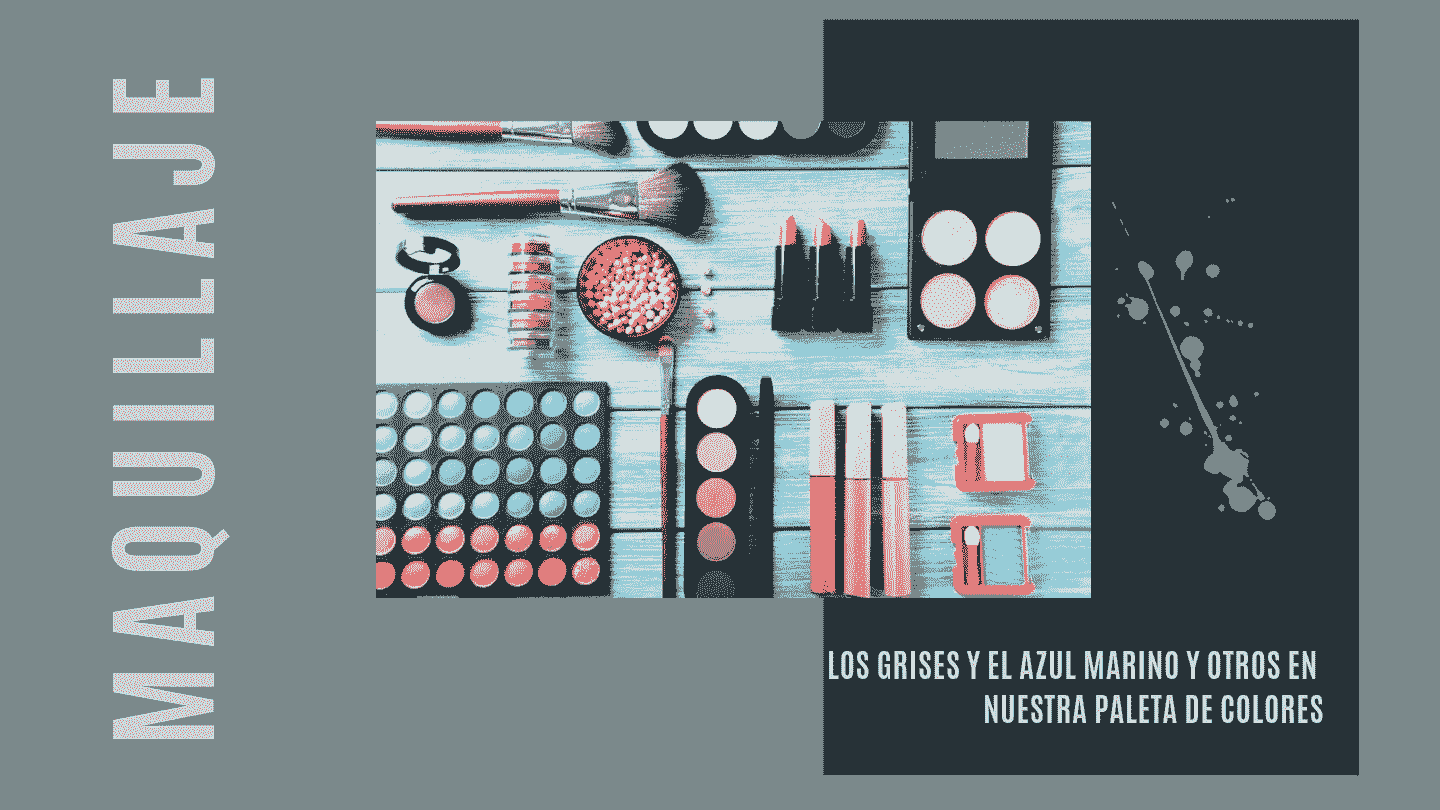 MAQUILLAJE
LOS GRISES Y EL AZUL MARINO Y OTROS EN
NUESTRA PALETA DE COLORES